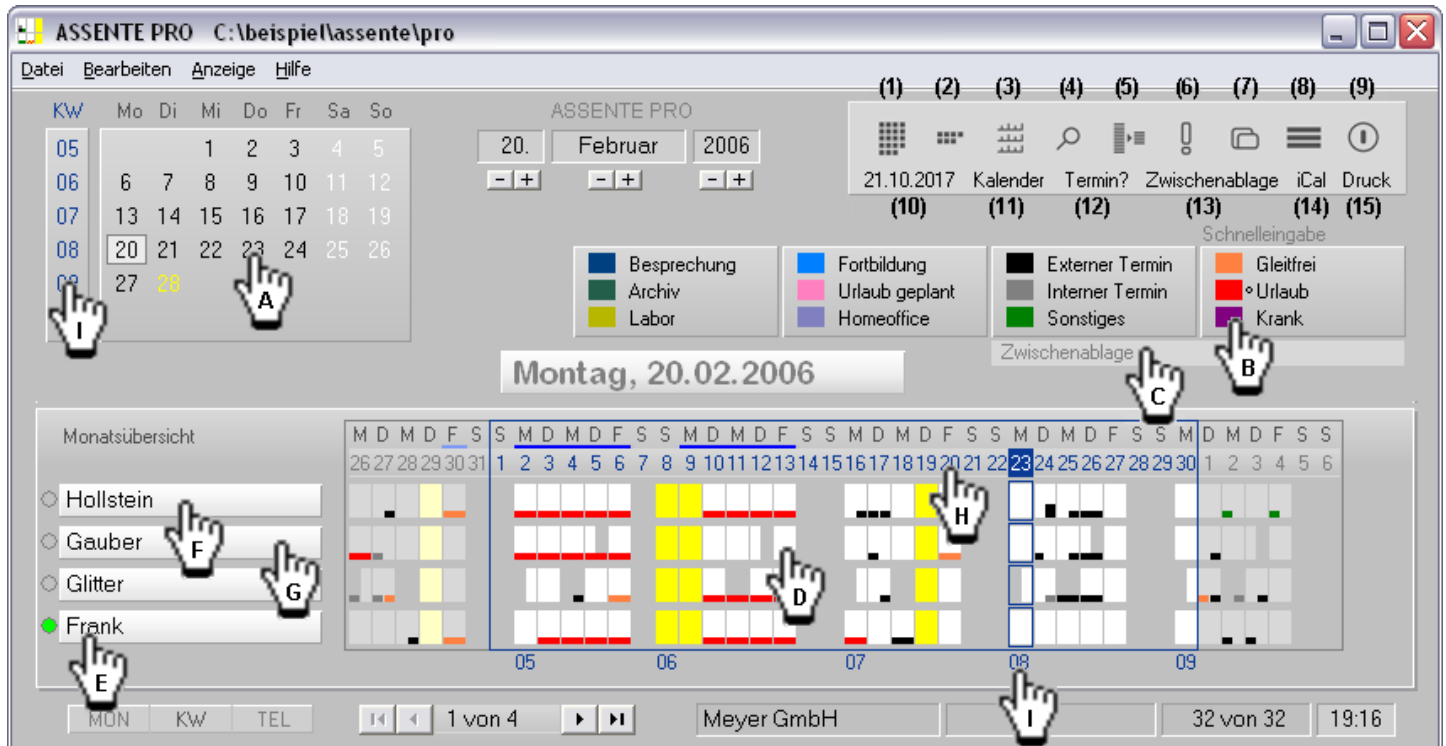 ASSENTE PRO C:\beispiel\assente\pro
Datei Bearbeiten Anzeige Hilfe
(1) (2) (3) (4) (5) (6) (7) (8) (9)
KW Mo Di Mi Do Fr Sa So
ASSENTE PRO
05 1 2 3 4 5
20. Februar 2006
06 6 7 8 9 10 11 12
- + - + - +
21.10.2017 Kalender Termin? Zwischenablage iCal Druck
07 13 14 15 16 17 18 19
(10) (11) (12) (13) (14) (15)
Schnelleingabe
08 20 21 22 23 24 25 26
Besprechung Fortbildung Externer Termin Gleitfrei
27 28
A
Archiv Urlaub geplant Interner Termin Urlaub
I
Labor Homeoffice Sonstiges Krank
Zwischenablage
B
Montag, 20.02.2006
C
Monatsübersicht
M D M D F S S M D M D F S S M D M D F S S M D M D F S S M D M D F S S M D M D F S S
26 27 28 29 30 31 1 2 3 4 5 6 7 8 9 10 11 12 13 14 15 16 17 18 19 20 21 22 23 24 25 26 27 28 29 30 1 2 3 4 5 6
Hollstein
H
Gauber
F
Glitter
G
D
Frank
05 06 07 08 09
E
MON KW TEL
1 von 4
Meyer GmbH
I
32 von 32
19:16